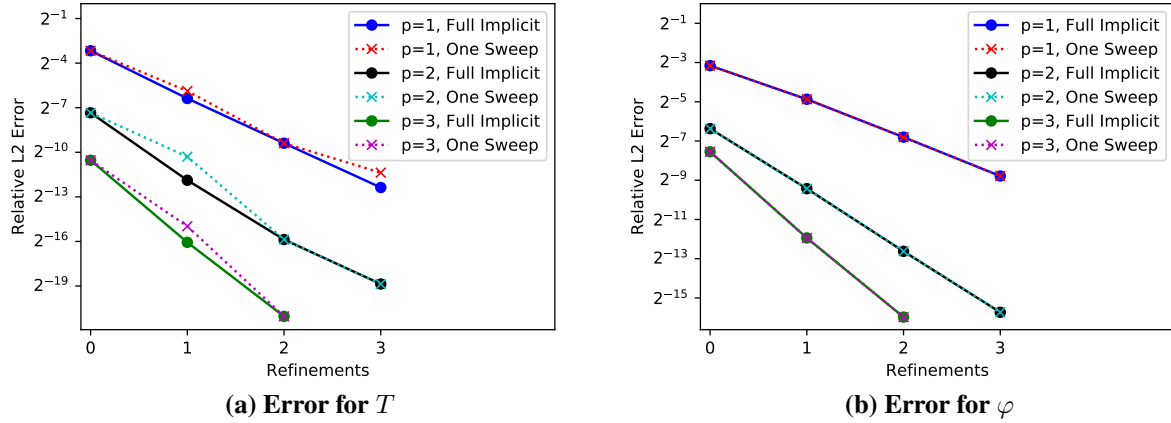 2^-1
2^-4
2^-7
2^-10
2^-13
2^-16
2^-19
Relative L2 Error
p=1, Full Implicit
p=1, One Sweep
p=2, Full Implicit
p=2, One Sweep
p=3, Full Implicit
p=3, One Sweep
0 1 2 3
Refinements
(a) Error for T
2^-1
2^-3
2^-5
2^-7
2^-9
2^-11
2^-13
2^-15
Relative L2 Error
p=1, Full Implicit
p=1, One Sweep
p=2, Full Implicit
p=2, One Sweep
p=3, Full Implicit
p=3, One Sweep
0 1 2 3
Refinements
(b) Error for φ